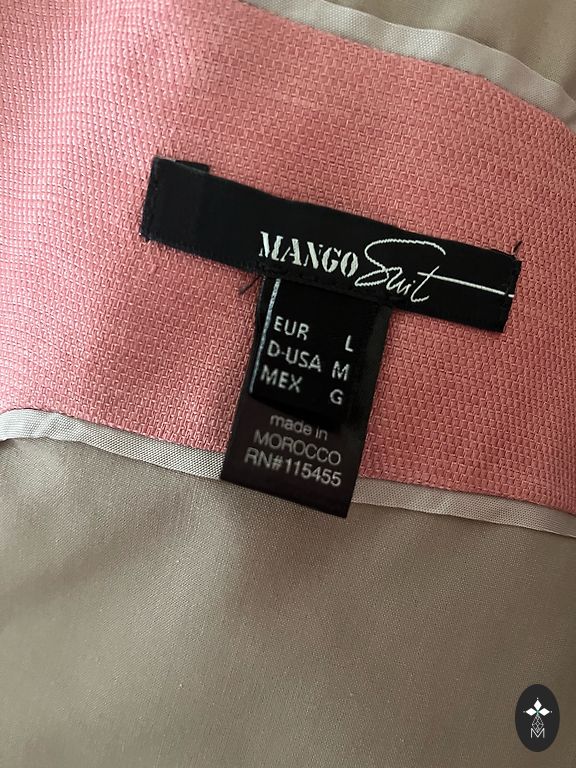 MANGO Suit
EUR L
D-USA M
MEX G
made in
MOROCCO
RN#115455
M